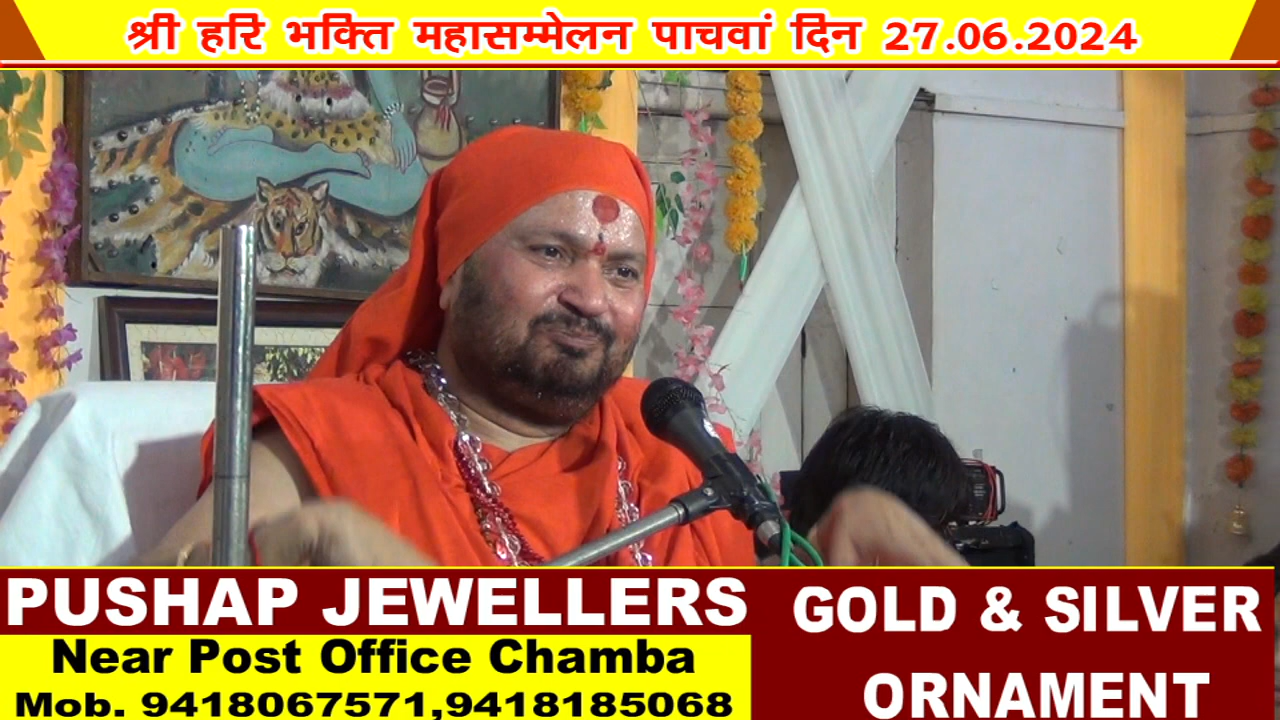 श्री हरि भक्ति महासम्मेलन पाचवां दिन 27.06.2024
PUSHAP JEWELLERS
Near Post Office Chamba
Mob. 9418067571,9418185068
GOLD & SILVER
ORNAMENT